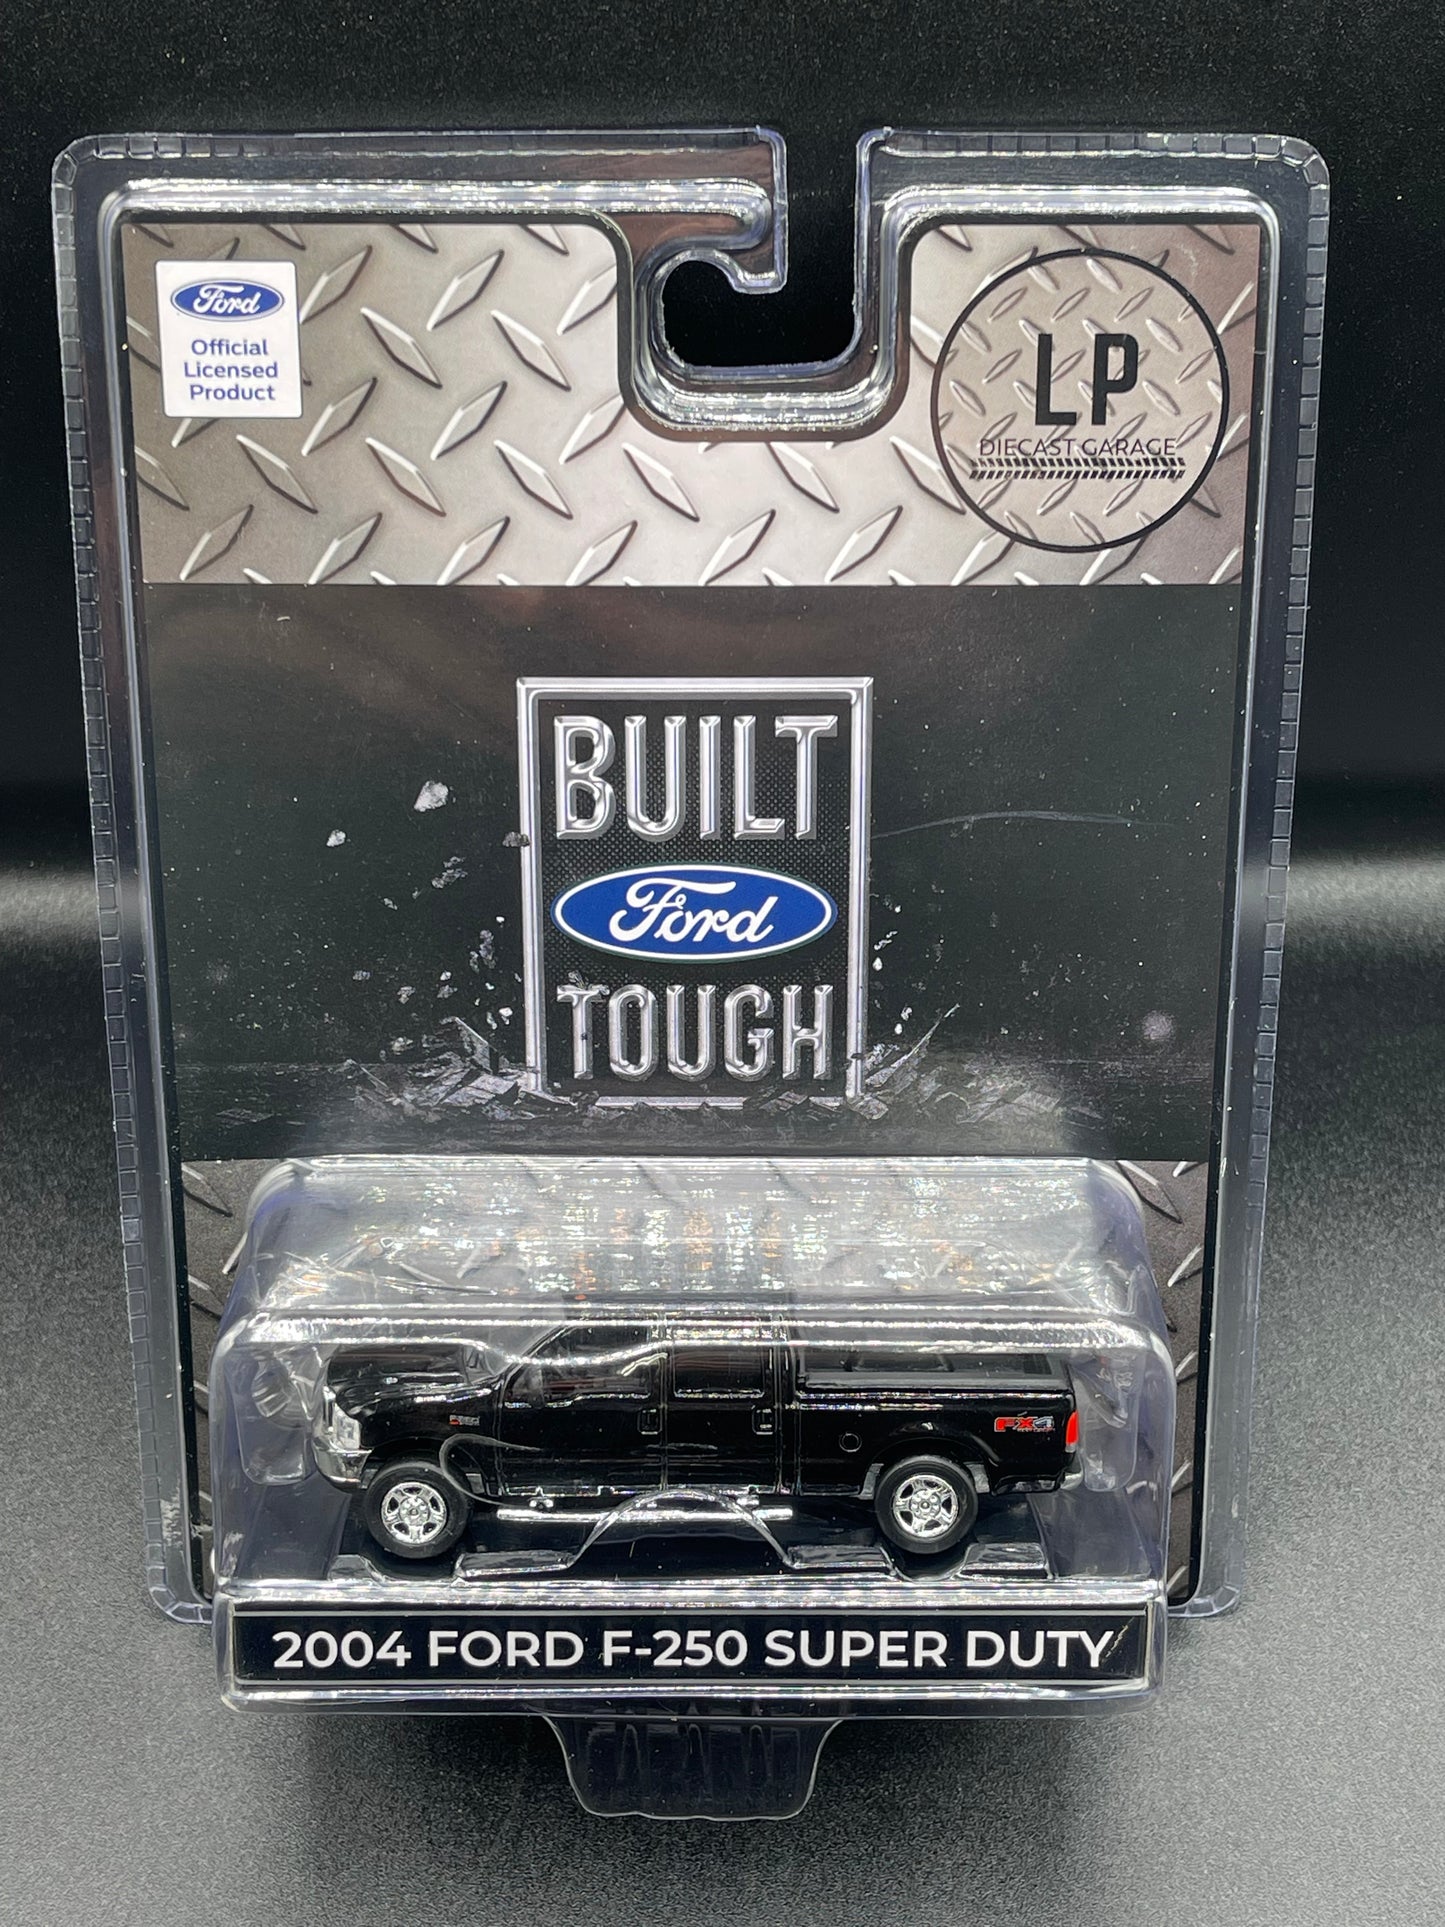 Ford
Official
Licensed
Product
LP
DIECAST GARAGE
BUILT
Ford
TOUGH
FX4
2004 FORD F-250 SUPER DUTY